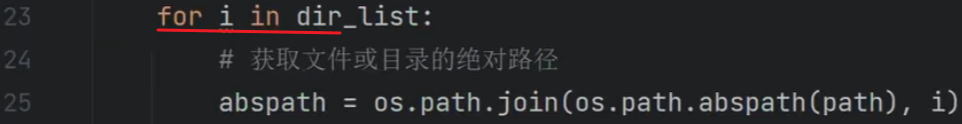 23 for i in dir_list:
24 # 获取文件或目录的绝对路径
25 abspath = os.path.join(os.path.abspath(path), i)